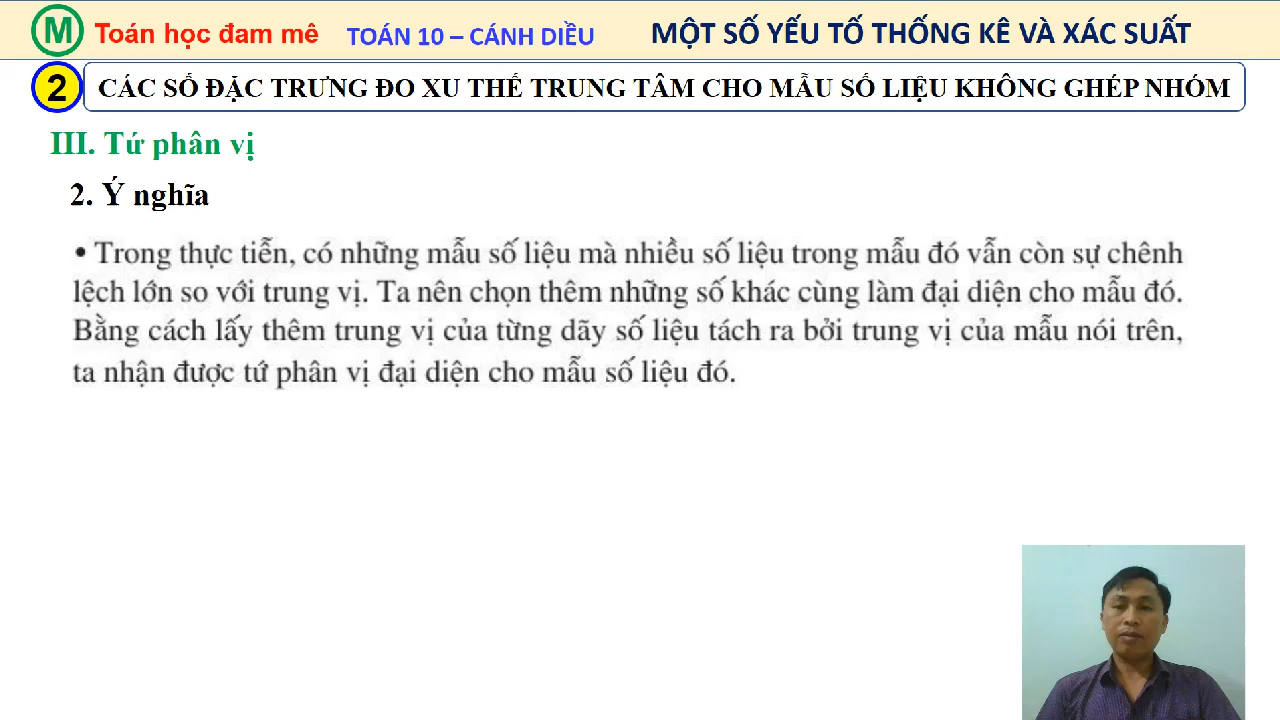 M Toán học đam mê TOÁN 10 – CÁNH DIỀU MỘT SỐ YẾU TỐ THỐNG KÊ VÀ XÁC SUẤT
2 CÁC SỐ ĐẶC TRƯNG ĐO XU THẾ TRUNG TÂM CHO MẪU SỐ LIỆU KHÔNG GHÉP NHÓM
III. Tứ phân vị
2. Ý nghĩa
• Trong thực tiễn, có những mẫu số liệu mà nhiều số liệu trong mẫu đó vẫn còn sự chênh
lệch lớn so với trung vị. Ta nên chọn thêm những số khác cùng làm đại diện cho mẫu đó.
Bằng cách lấy thêm trung vị của từng dãy số liệu tách ra bởi trung vị của mẫu nói trên,
ta nhận được tứ phân vị đại diện cho mẫu số liệu đó.